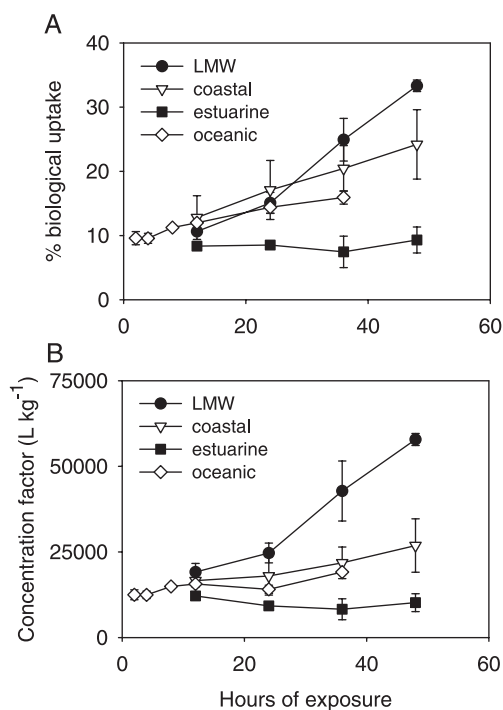 A
40
30
20
10
0
% biological uptake
LMW
coastal
estuarine
oceanic
0 20 40 60
B
75000
50000
25000
0
Concentration factor (L kg⁻¹)
LMW
coastal
estuarine
oceanic
0 20 40 60
Hours of exposure